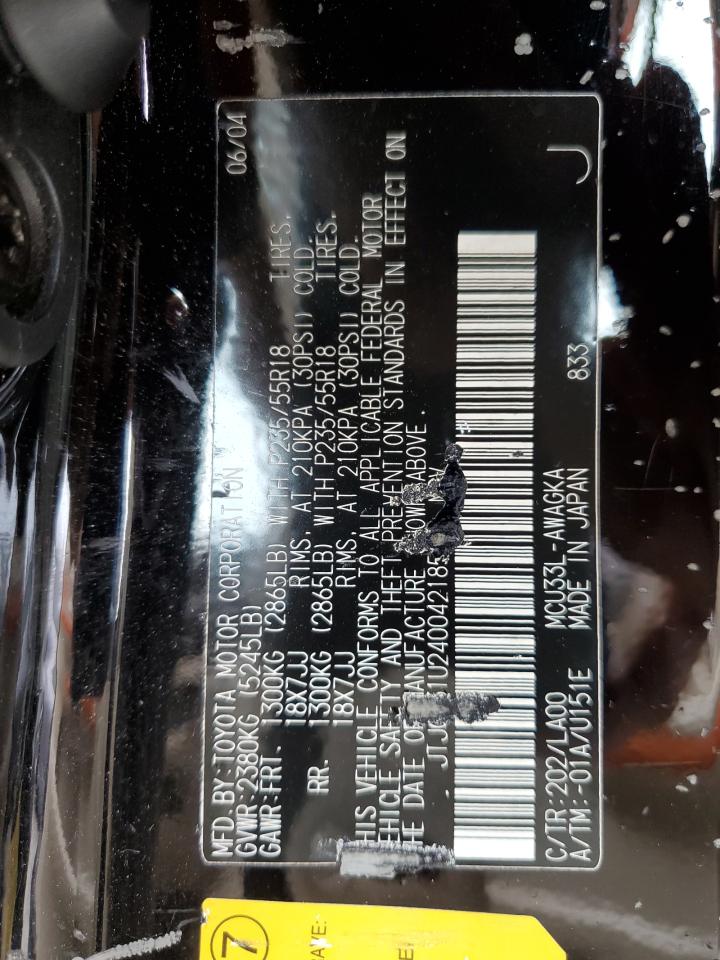 MFD. BY: TOYOTA MOTOR CORPORATION 06/04
GVWR: 2380KG (5245LB)
GAWR: FRT. 1300KG (2865LB) WITH P235/55R18 TIRES,
18X7JJ RIMS, AT 210KPA (30PSI) COLD.
RR. 1300KG (2865LB) WITH P235/55R18 TIRES,
18X7JJ RIMS, AT 210KPA (30PSI) COLD.
HIS VEHICLE CONFORMS TO ALL APPLICABLE FEDERAL MOTOR
EHICLE SAFETY AND THEFT PREVENTION STANDARDS IN EFFECT ON
HE DATE OF MANUFACTURE ABOVE.
1U24004218
C/TR: 202/LA00 MCU33L-AWAGKA
A/TM: -01A/U151E MADE IN JAPAN 833 J
7